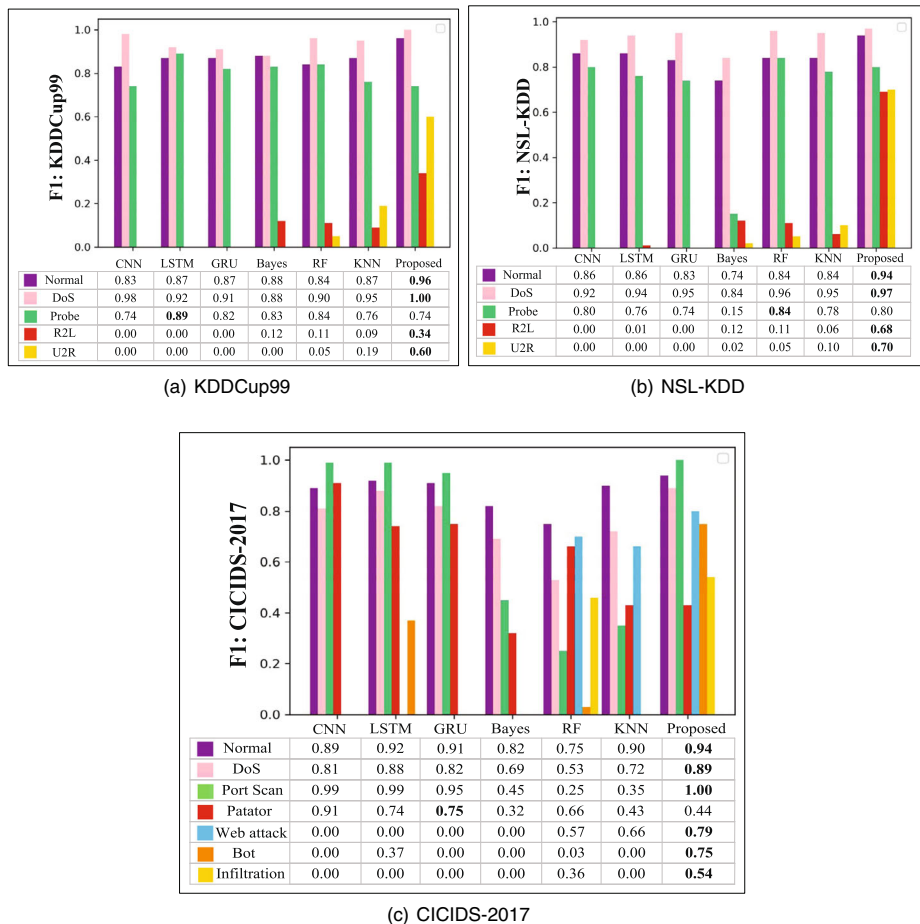 F1: KDDCup99
1.0
0.8
0.6
0.4
0.2
0.0
CNN LSTM GRU Bayes RF KNN Proposed
Normal 0.83 0.87 0.87 0.88 0.84 0.87 0.96
DoS 0.98 0.92 0.91 0.88 0.90 0.95 1.00
Probe 0.74 0.89 0.82 0.83 0.84 0.76 0.74
R2L 0.00 0.00 0.00 0.12 0.11 0.09 0.34
U2R 0.00 0.00 0.00 0.00 0.05 0.19 0.60
(a) KDDCup99
F1: NSL-KDD
1.0
0.8
0.6
0.4
0.2
0.0
CNN LSTM GRU Bayes RF KNN Proposed
Normal 0.86 0.86 0.83 0.74 0.84 0.84 0.94
DoS 0.92 0.94 0.95 0.84 0.96 0.95 0.97
Probe 0.80 0.76 0.74 0.15 0.84 0.78 0.80
R2L 0.00 0.01 0.00 0.12 0.11 0.06 0.68
U2R 0.00 0.00 0.00 0.02 0.05 0.10 0.70
(b) NSL-KDD
F1: CICIDS-2017
1.0
0.8
0.6
0.4
0.2
0.0
CNN LSTM GRU Bayes RF KNN Proposed
Normal 0.89 0.92 0.91 0.82 0.75 0.90 0.94
DoS 0.81 0.88 0.82 0.69 0.53 0.72 0.89
Port Scan 0.99 0.99 0.95 0.45 0.25 0.35 1.00
Patator 0.91 0.74 0.75 0.32 0.66 0.43 0.44
Web attack 0.00 0.00 0.00 0.00 0.57 0.66 0.79
Bot 0.00 0.37 0.00 0.00 0.03 0.00 0.75
Infiltration 0.00 0.00 0.00 0.00 0.36 0.00 0.54
(c) CICIDS-2017